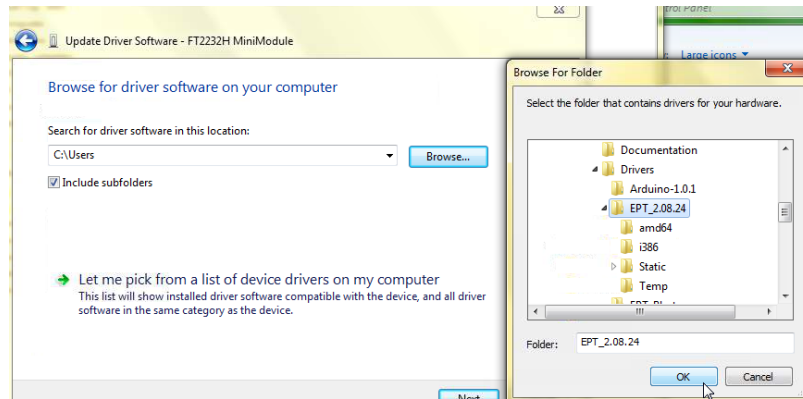 trol Panel
Large icons
Update Driver Software - FT2232H MiniModule
Browse for driver software on your computer
Search for driver software in this location:
C:\Users
Browse...
Include subfolders
Let me pick from a list of device drivers on my computer
This list will show installed driver software compatible with the device, and all driver
software in the same category as the device.
Next
Browse For Folder
Select the folder that contains drivers for your hardware.
Documentation
Drivers
Arduino-1.0.1
EPT_2.08.24
amd64
i386
Static
Temp
Folder:
EPT_2.08.24
OK
Cancel